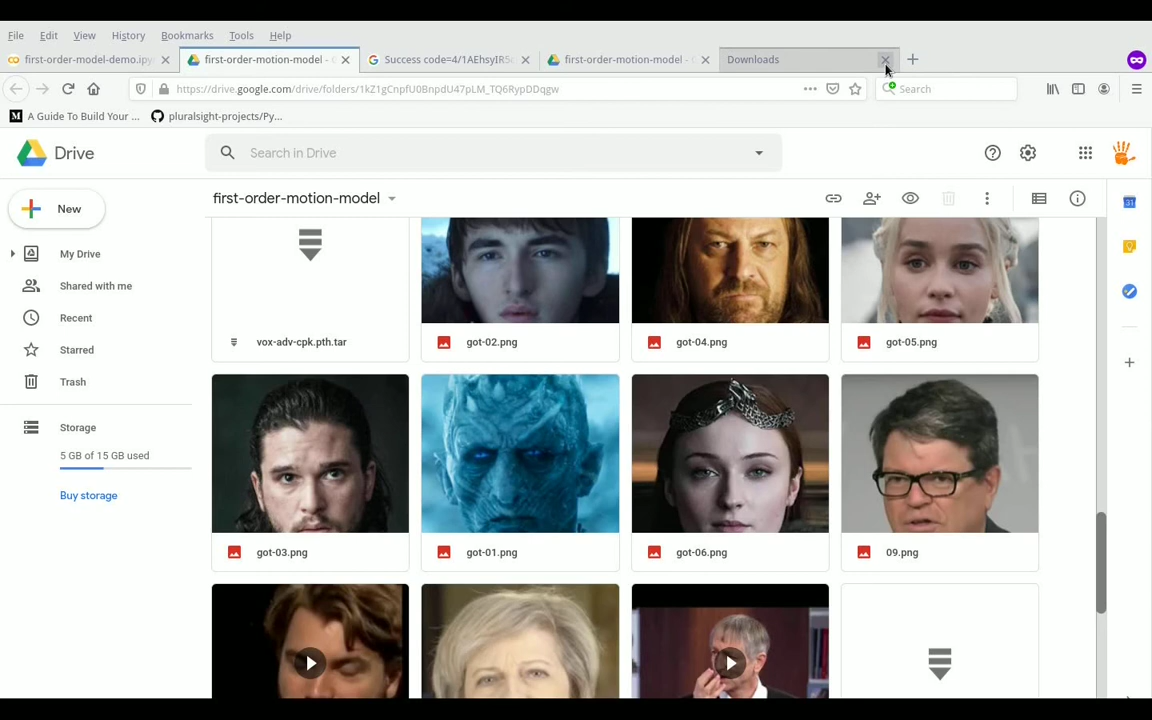 File Edit View History Bookmarks Tools Help
first-order-model-demo.ipy
first-order-motion-model - G
Success code=4/1AEhsyIR5
first-order-motion-model - G
Downloads
https://drive.google.com/drive/folders/1kZ1gCnpfU0BnpdU47pLM_TQ6RypDDqgw
Search
A Guide To Build Your ...
pluralsight-projects/Py...
Drive
Search in Drive
New
first-order-motion-model
31
My Drive
Shared with me
Recent
Starred
Trash
Storage
5 GB of 15 GB used
Buy storage
vox-adv-cpk.pth.tar
got-02.png
got-04.png
got-05.png
got-03.png
got-01.png
got-06.png
09.png